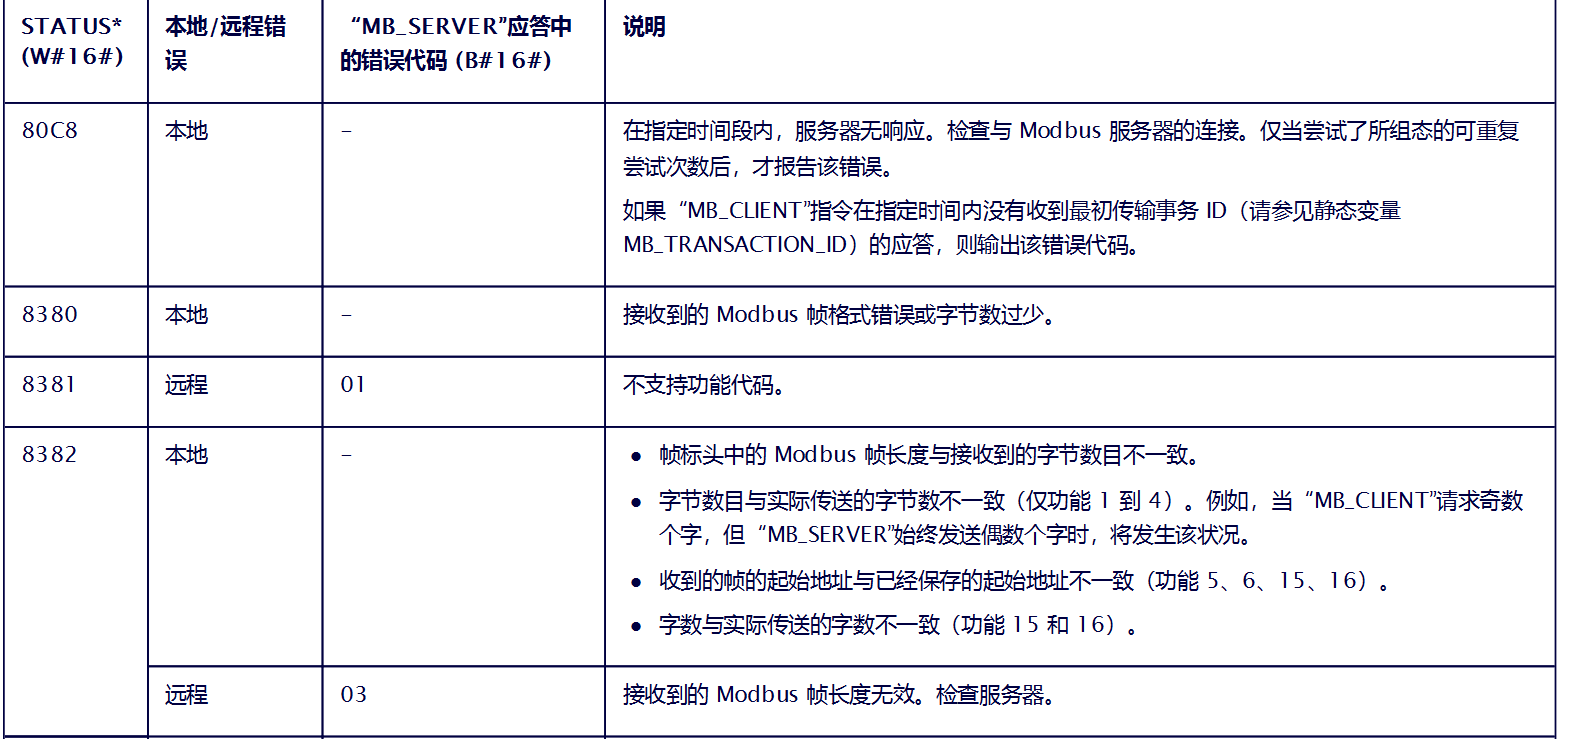 STATUS* 本地/远程错 “MB_SERVER”应答中 说明
(W#16#) 误 的错误代码 (B#16#)
80C8 本地 – 在指定时间段内，服务器无响应。检查与 Modbus 服务器的连接。仅当尝试了所组态的可重复
尝试次数后，才报告该错误。
如果“MB_CLIENT”指令在指定时间内没有收到最初传输事务 ID（请参见静态变量
MB_TRANSACTION_ID）的应答，则输出该错误代码。
8380 本地 – 接收到的 Modbus 帧格式错误或字节数过少。
8381 远程 01 不支持功能代码。
8382 本地 – ● 帧标头中的 Modbus 帧长度与接收到的字节数目不一致。
● 字节数目与实际传送的字节数不一致（仅功能 1 到 4）。例如，当“MB_CLIENT”请求奇数
个字，但“MB_SERVER”始终发送偶数个字时，将发生该状况。
● 收到的帧的起始地址与已经保存的起始地址不一致（功能 5、6、15、16）。
● 字数与实际传送的字数不一致（功能 15 和 16）。
远程 03 接收到的 Modbus 帧长度无效。检查服务器。